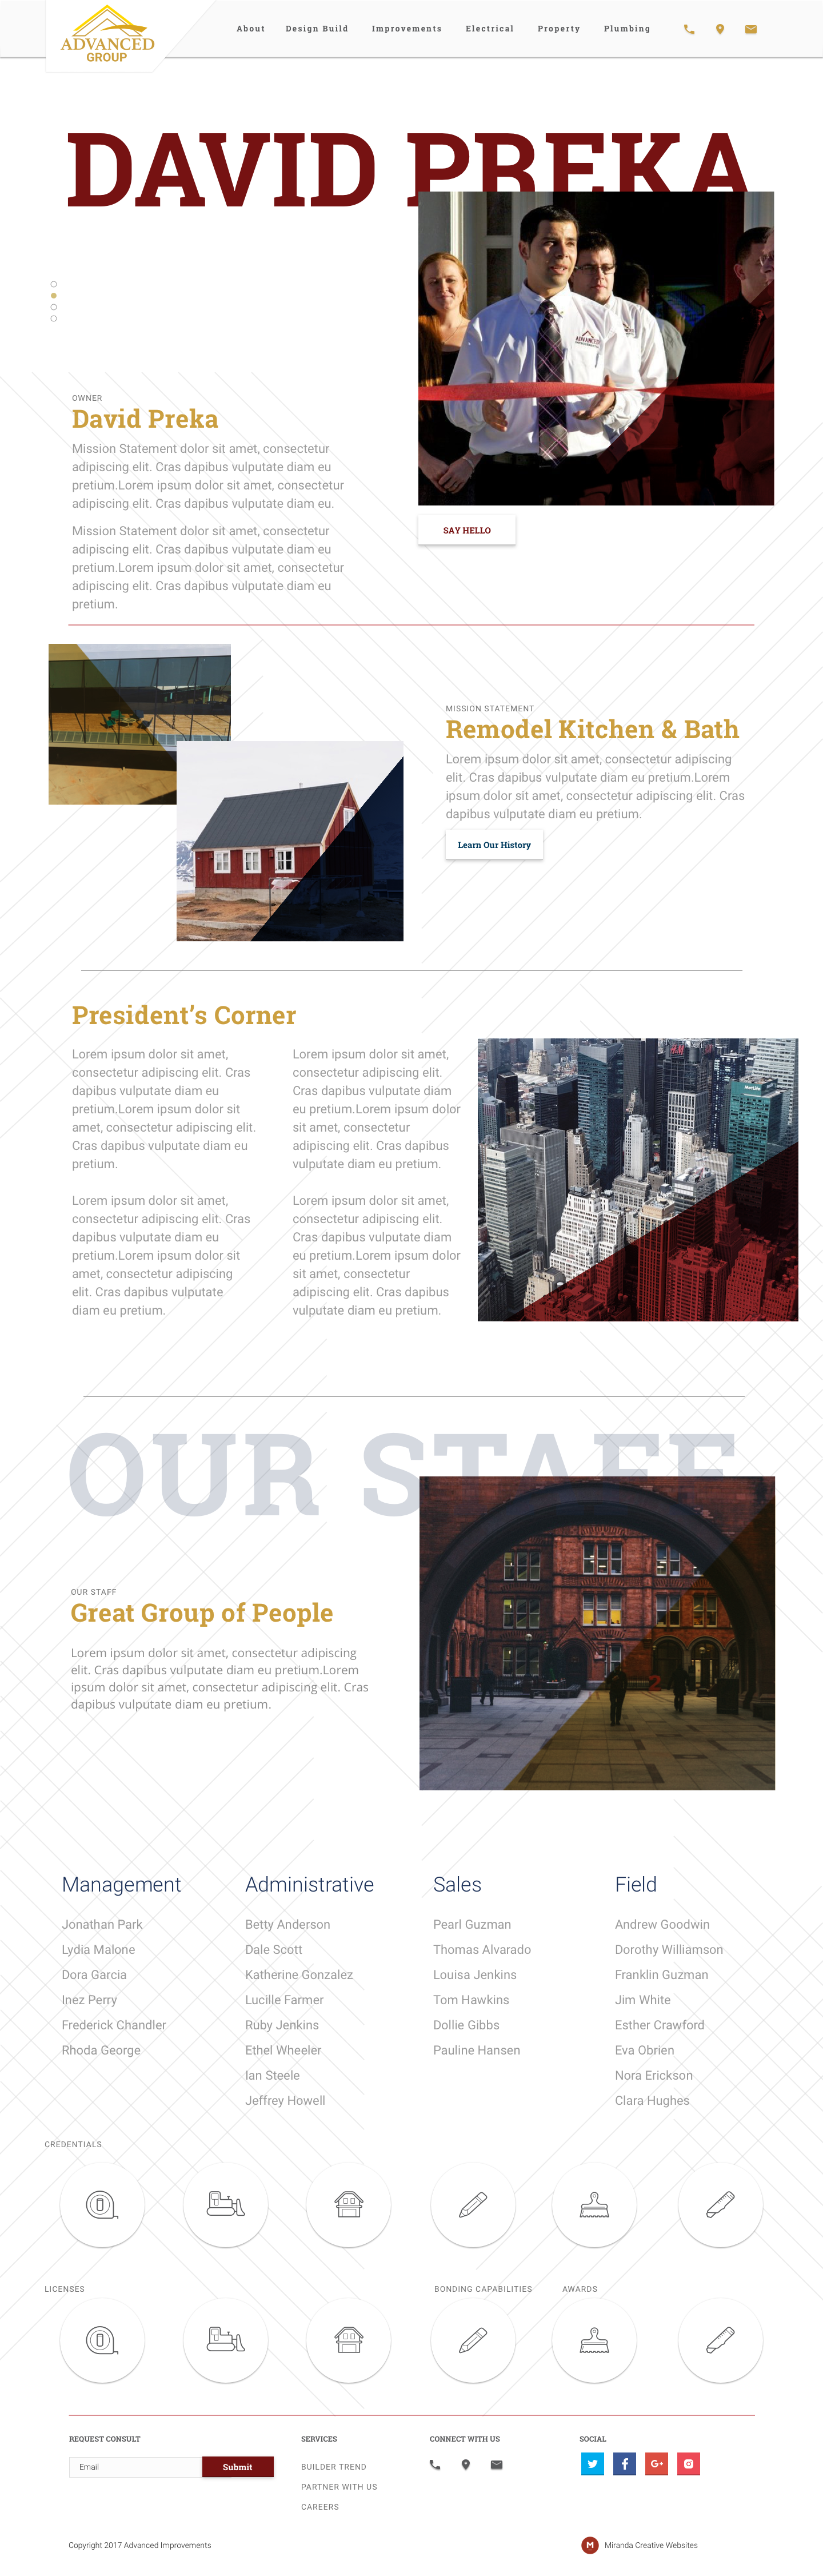 ADVANCED
GROUP
About Design Build Improvements Electrical Property Plumbing
DAVID PREKA
ADVANCED
OWNER
David Preka
Mission Statement dolor sit amet, consectetur
adipiscing elit. Cras dapibus vulputate diam eu
pretium.Lorem ipsum dolor sit amet, consectetur
adipiscing elit. Cras dapibus vulputate diam eu.
Mission Statement dolor sit amet, consectetur
adipiscing elit. Cras dapibus vulputate diam eu
pretium.Lorem ipsum dolor sit amet, consectetur
adipiscing elit. Cras dapibus vulputate diam eu
pretium.
SAY HELLO
MISSION STATEMENT
Remodel Kitchen & Bath
Lorem ipsum dolor sit amet, consectetur adipiscing
elit. Cras dapibus vulputate diam eu pretium.Lorem
ipsum dolor sit amet, consectetur adipiscing elit. Cras
dapibus vulputate diam eu pretium.
Learn Our History
President’s Corner
Lorem ipsum dolor sit amet,
consectetur adipiscing elit. Cras
dapibus vulputate diam eu
pretium.Lorem ipsum dolor sit
amet, consectetur adipiscing elit.
Cras dapibus vulputate diam eu
pretium.
Lorem ipsum dolor sit amet,
consectetur adipiscing elit. Cras
dapibus vulputate diam eu
pretium.Lorem ipsum dolor sit
amet, consectetur adipiscing
elit. Cras dapibus vulputate
diam eu pretium.
Lorem ipsum dolor sit amet,
consectetur adipiscing elit.
Cras dapibus vulputate diam
eu pretium.Lorem ipsum dolor
sit amet, consectetur
adipiscing elit. Cras dapibus
vulputate diam eu pretium.
Lorem ipsum dolor sit amet,
consectetur adipiscing elit.
Cras dapibus vulputate diam
eu pretium.Lorem ipsum dolor
sit amet, consectetur
adipiscing elit. Cras dapibus
vulputate diam eu pretium.
H&M
MetLife
OUR STAFF
OUR STAFF
Great Group of People
Lorem ipsum dolor sit amet, consectetur adipiscing
elit. Cras dapibus vulputate diam eu pretium.Lorem
ipsum dolor sit amet, consectetur adipiscing elit. Cras
dapibus vulputate diam eu pretium.
2
Management
Jonathan Park
Lydia Malone
Dora Garcia
Inez Perry
Frederick Chandler
Rhoda George
Administrative
Betty Anderson
Dale Scott
Katherine Gonzalez
Lucille Farmer
Ruby Jenkins
Ethel Wheeler
Ian Steele
Jeffrey Howell
Sales
Pearl Guzman
Thomas Alvarado
Louisa Jenkins
Tom Hawkins
Dollie Gibbs
Pauline Hansen
Field
Andrew Goodwin
Dorothy Williamson
Franklin Guzman
Jim White
Esther Crawford
Eva Obrien
Nora Erickson
Clara Hughes
CREDENTIALS
LICENSES
BONDING CAPABILITIES
AWARDS
REQUEST CONSULT
Email
Submit
SERVICES
BUILDER TREND
PARTNER WITH US
CAREERS
CONNECT WITH US
SOCIAL
Copyright 2017 Advanced Improvements
Miranda Creative Websites